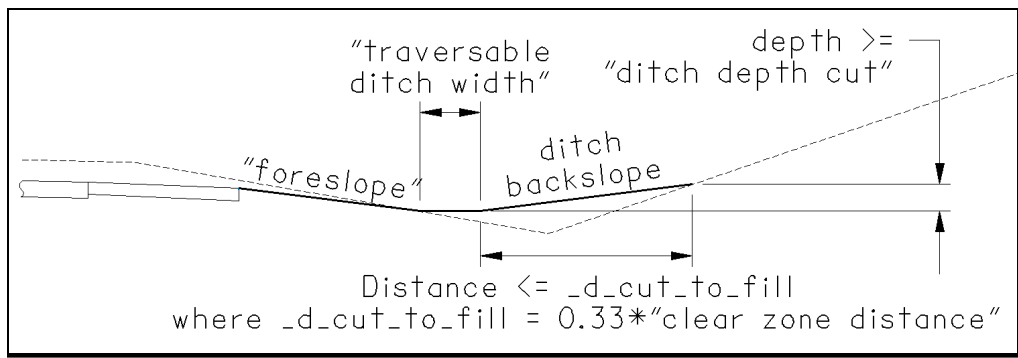 "traversable
ditch width"
depth >=
"ditch depth cut"
"foreslope"
ditch
backslope
Distance <= _d_cut_to_fill
where _d_cut_to_fill = 0.33*"clear zone distance"